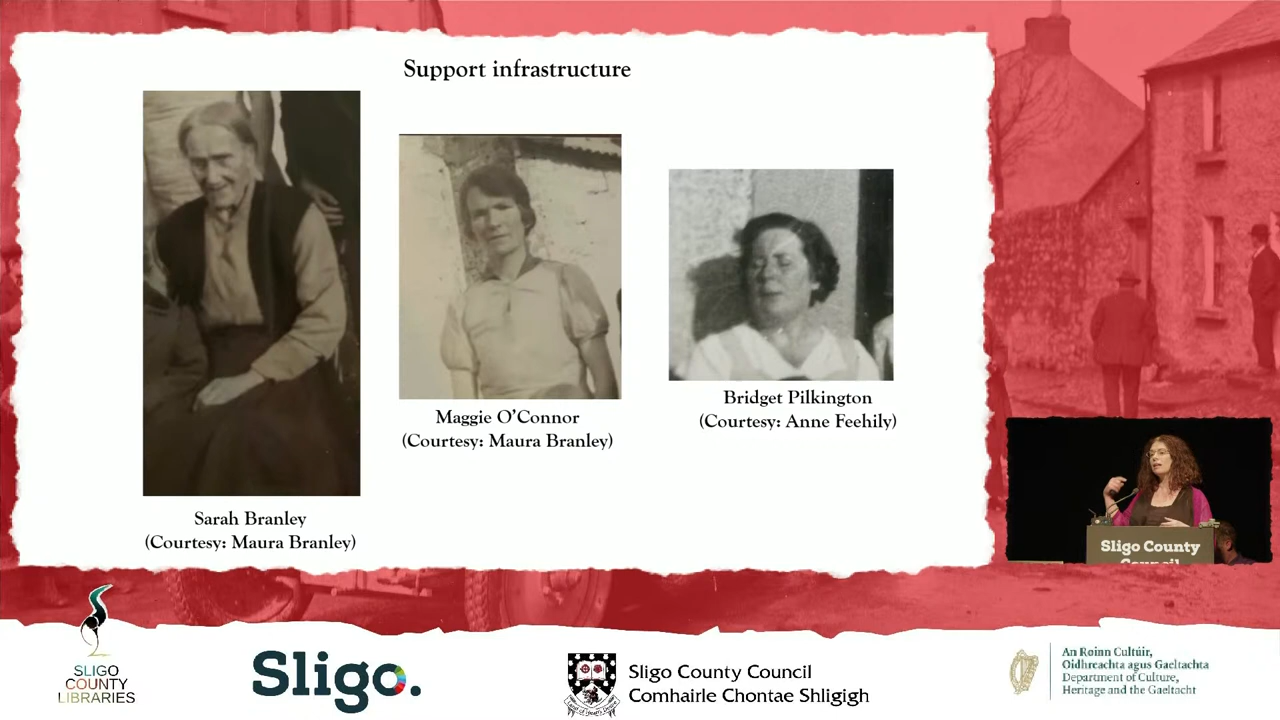 Support infrastructure
Sarah Branley
(Courtesy: Maura Branley)
Maggie O'Connor
(Courtesy: Maura Branley)
Bridget Pilkington
(Courtesy: Anne Feehily)
Sligo County
Council
SLIGO
COUNTY
LIBRARIES
Sligo.
Sligo County Council
Comhairle Chontae Shligigh
An Roinn Cultúir,
Oidhreachta agus Gaeltachta
Department of Culture,
Heritage and the Gaeltacht